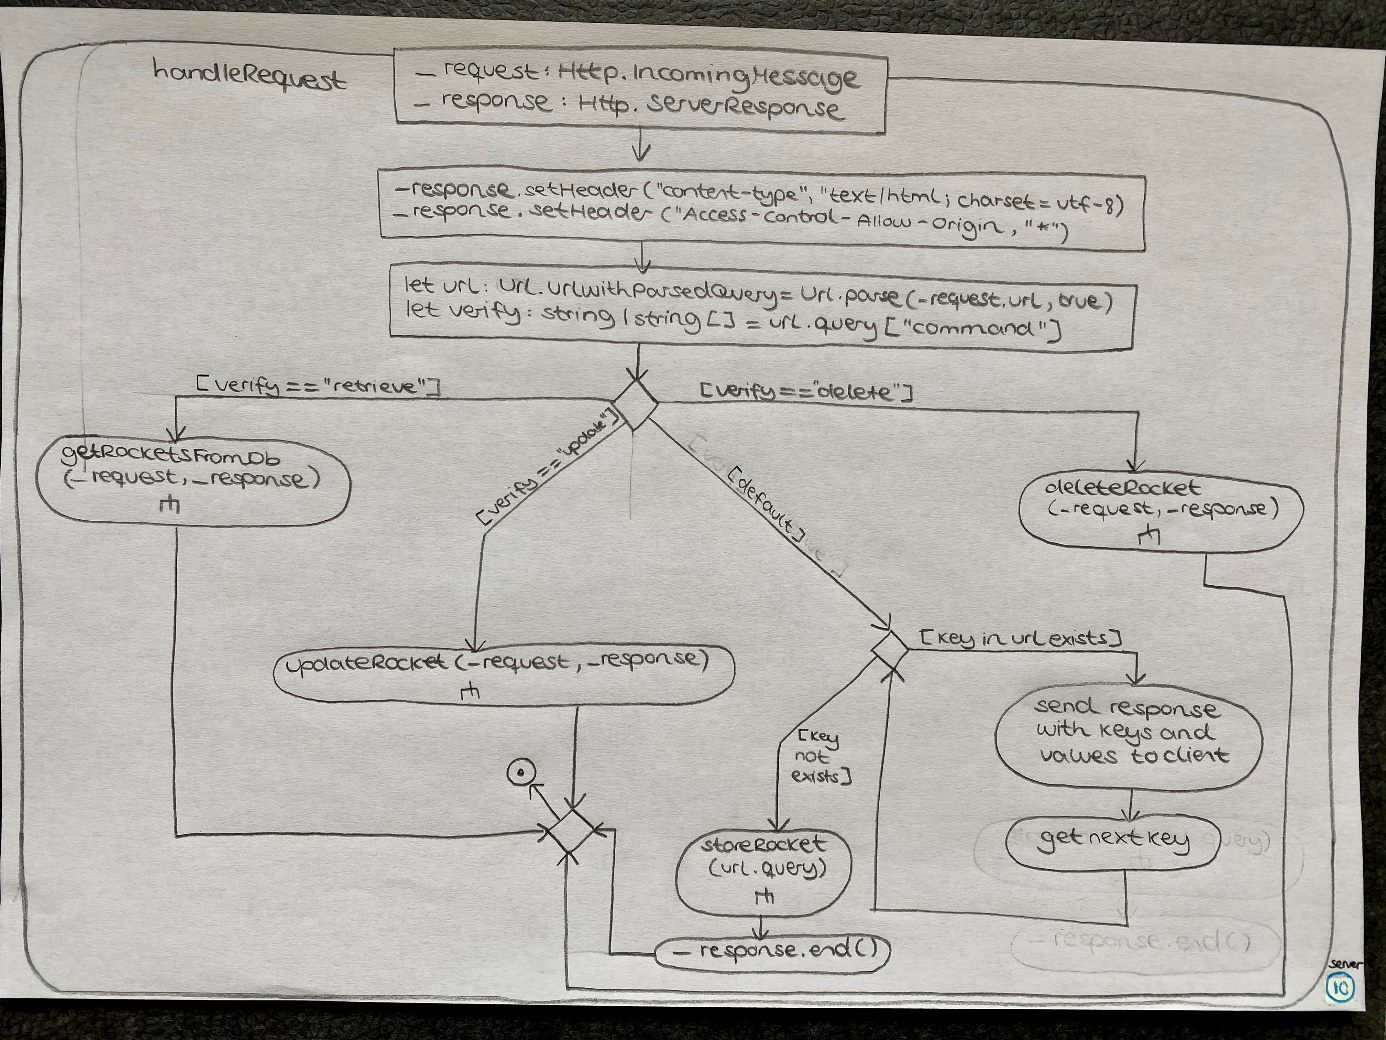 handleRequest
_request: Http.IncomingMessage
_response: Http.ServerResponse
_response.setHeader("content-type", "text/html; charset=utf-8)
_response.setHeader("Access-Control-Allow-Origin, "*")
let url: Url.UrlWithParsedQuery = Url.parse(_request.url, true)
let verify: string | string[] = url.query["command"]
[verify == "retrieve"]
[verify == "delete"]
[verify == "update"]
[default]
getRocketsFromDb
(_request, _response)
deleteRocket
(_request, _response)
[Key in url exists]
updateRocket(_request, _response)
send response
with keys and
values to client
[Key
not
exists]
get next key
storeRocket
(url.query)
_response.end()
_response.end()
server
10